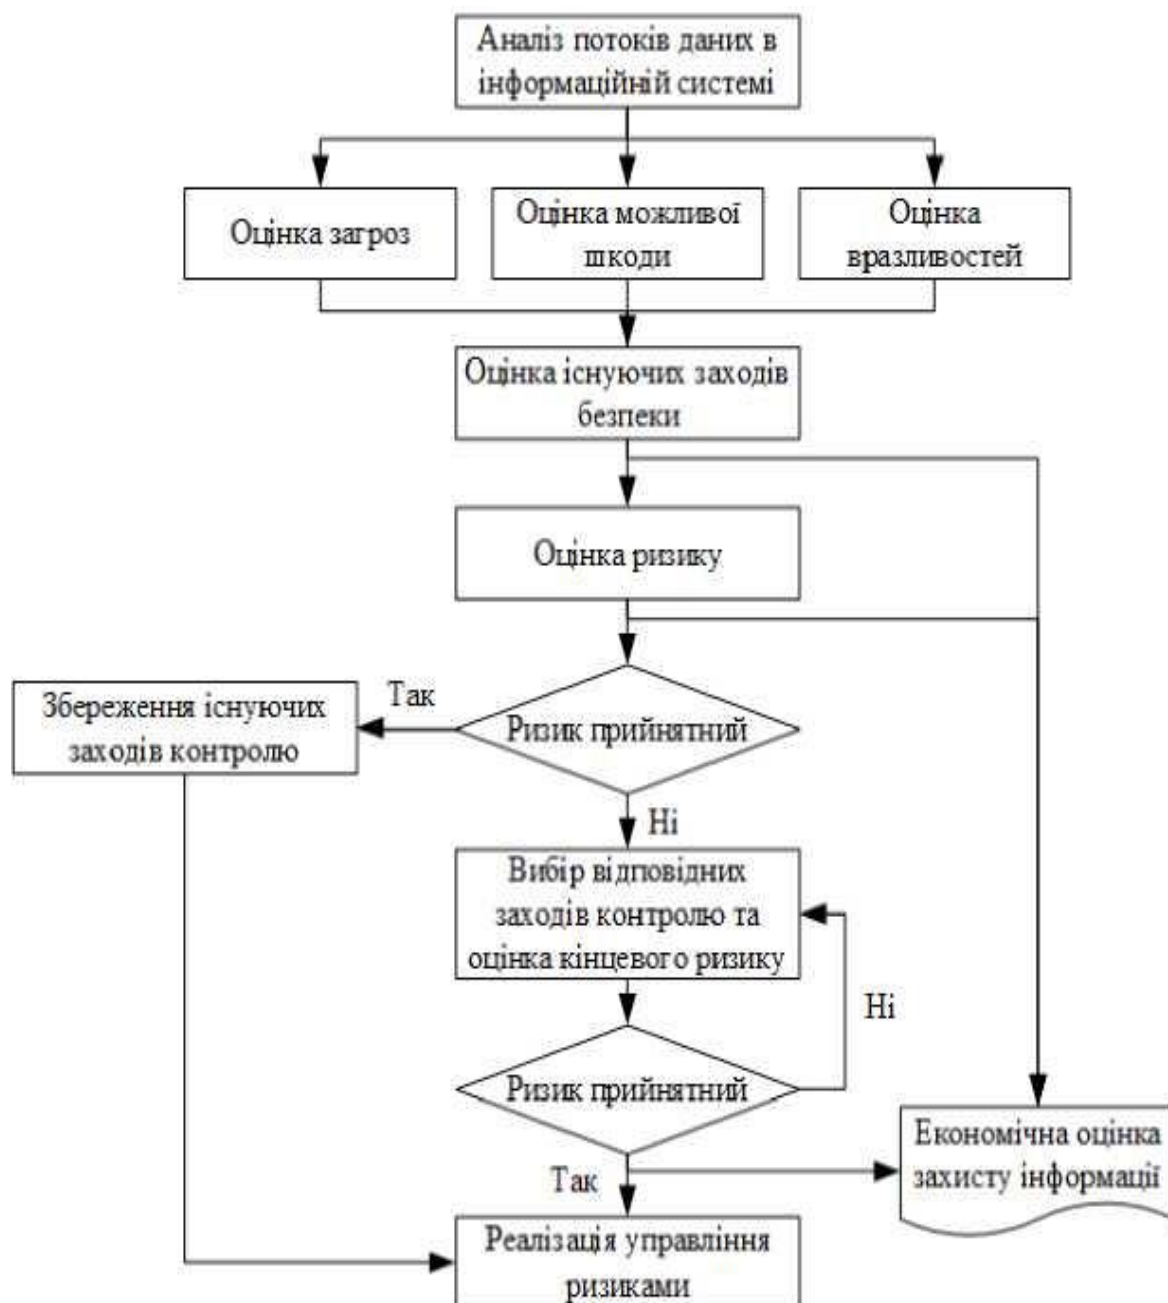 Аналіз потоків даних в
інформаційній системі
Оцінка загроз
Оцінка можливої
шкоди
Оцінка
вразливостей
Оцінка існуючих заходів
безпеки
Оцінка ризику
Збереження існуючих
заходів контролю
Так
Ризик прийнятний
Ні
Вибір відповідних
заходів контролю та
оцінка кінцевого ризику
Ні
Ризик прийнятний
Економічна оцінка
захисту інформації
Так
Реалізація управління
ризиками